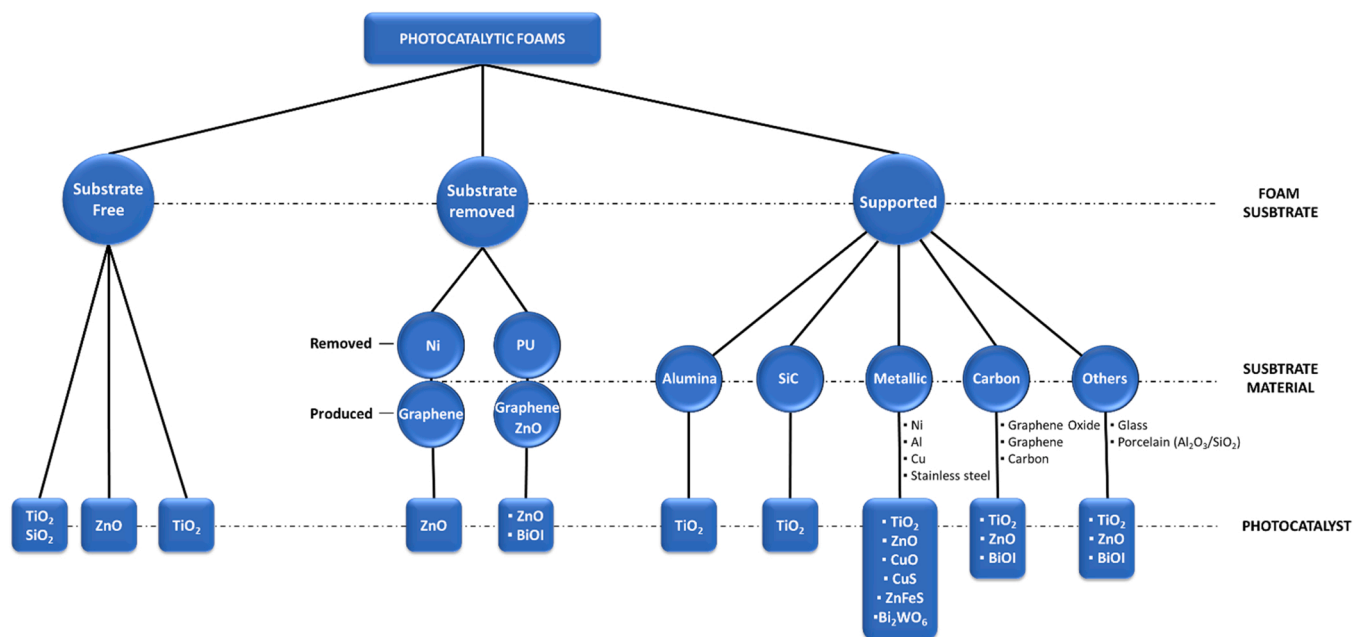 PHOTOCATALYTIC FOAMS
Substrate
Free
Substrate
removed
Supported
FOAM
SUSBTRATE
Removed
Ni
PU
Alumina
SiC
Metallic
Carbon
Others
SUSBTRATE
MATERIAL
Produced
Graphene
Graphene
ZnO
▪ Ni
▪ Al
▪ Cu
▪ Stainless steel
▪ Graphene Oxide
▪ Graphene
▪ Carbon
▪ Glass
▪ Porcelain (Al₂O₃/SiO₂)
TiO₂
SiO₂
ZnO
TiO₂
ZnO
▪ ZnO
▪ BiOI
TiO₂
TiO₂
▪ TiO₂
▪ ZnO
▪ CuO
▪ CuS
▪ ZnFeS
▪Bi₂WO₆
▪ TiO₂
▪ ZnO
▪ BiOI
▪ TiO₂
▪ ZnO
▪ BiOI
PHOTOCATALYST